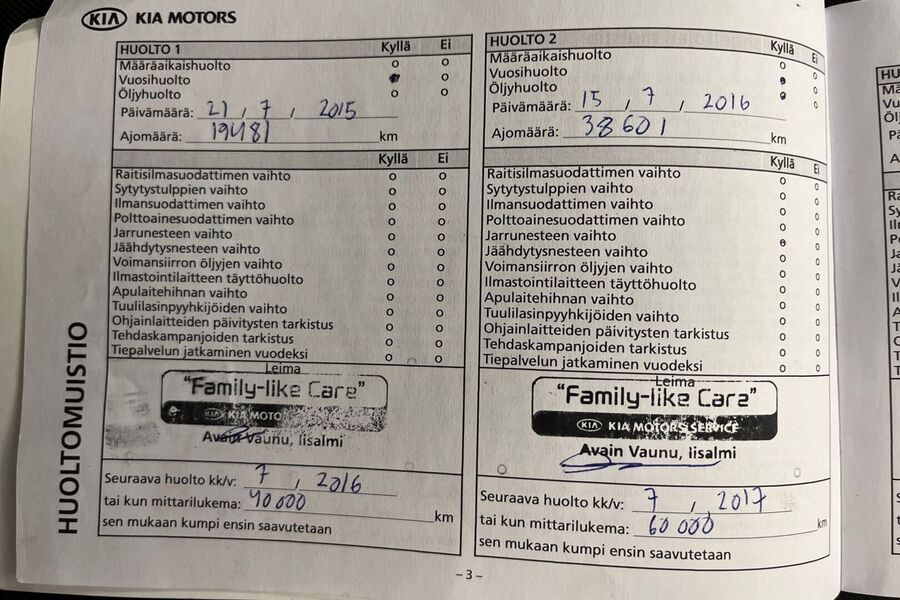 KIA KIA MOTORS
HUOLTO 1 Kyllä Ei
Määräaikaishuolto o o
Vuosihuolto o
Öljyhuolto o o
Päivämäärä: 21 , 7 , 2015
Ajomäärä: 19481 km
Kyllä Ei
Raitisilmasuodattimen vaihto o o
Sytytystulppien vaihto o o
Ilmansuodattimen vaihto o o
Polttoainesuodattimen vaihto o o
Jarrunesteen vaihto o o
Jäähdytysnesteen vaihto o o
Voimansiirron öljyjen vaihto o o
Ilmastointilaitteen täyttöhuolto o o
Apulaitehihnan vaihto o o
Tuulilasinpyyhkijöiden vaihto o o
Ohjainlaitteiden päivitysten tarkistus o o
Tehdaskampanjoiden tarkistus o o
Tiepalvelun jatkaminen vuodeksi o o
Leima
"Family-like Care"
KIA KIA MOTO
Avain Vaunu, Iisalmi
Seuraava huolto kk/v: 7 , 2016
tai kun mittarilukema: 40 000 km
sen mukaan kumpi ensin saavutetaan
HUOLTO 2 Kyllä Ei
Määräaikaishuolto o o
Vuosihuolto o
Öljyhuolto o
Päivämäärä: 15 , 7 , 2016
Ajomäärä: 38601 km
Kyllä Ei
Raitisilmasuodattimen vaihto o o
Sytytystulppien vaihto o o
Ilmansuodattimen vaihto o o
Polttoainesuodattimen vaihto o o
Jarrunesteen vaihto o
Jäähdytysnesteen vaihto o o
Voimansiirron öljyjen vaihto o o
Ilmastointilaitteen täyttöhuolto o o
Apulaitehihnan vaihto o o
Tuulilasinpyyhkijöiden vaihto o o
Ohjainlaitteiden päivitysten tarkistus o o
Tehdaskampanjoiden tarkistus o o
Tiepalvelun jatkaminen vuodeksi o o
Leima
"Family-like Care"
KIA KIA MOTORS SERVICE
Avain Vaunu, Iisalmi
Seuraava huolto kk/v: 7 , 2017
tai kun mittarilukema: 60 000 km
sen mukaan kumpi ensin saavutetaan
HUOLTOMUISTIO
– 3 –